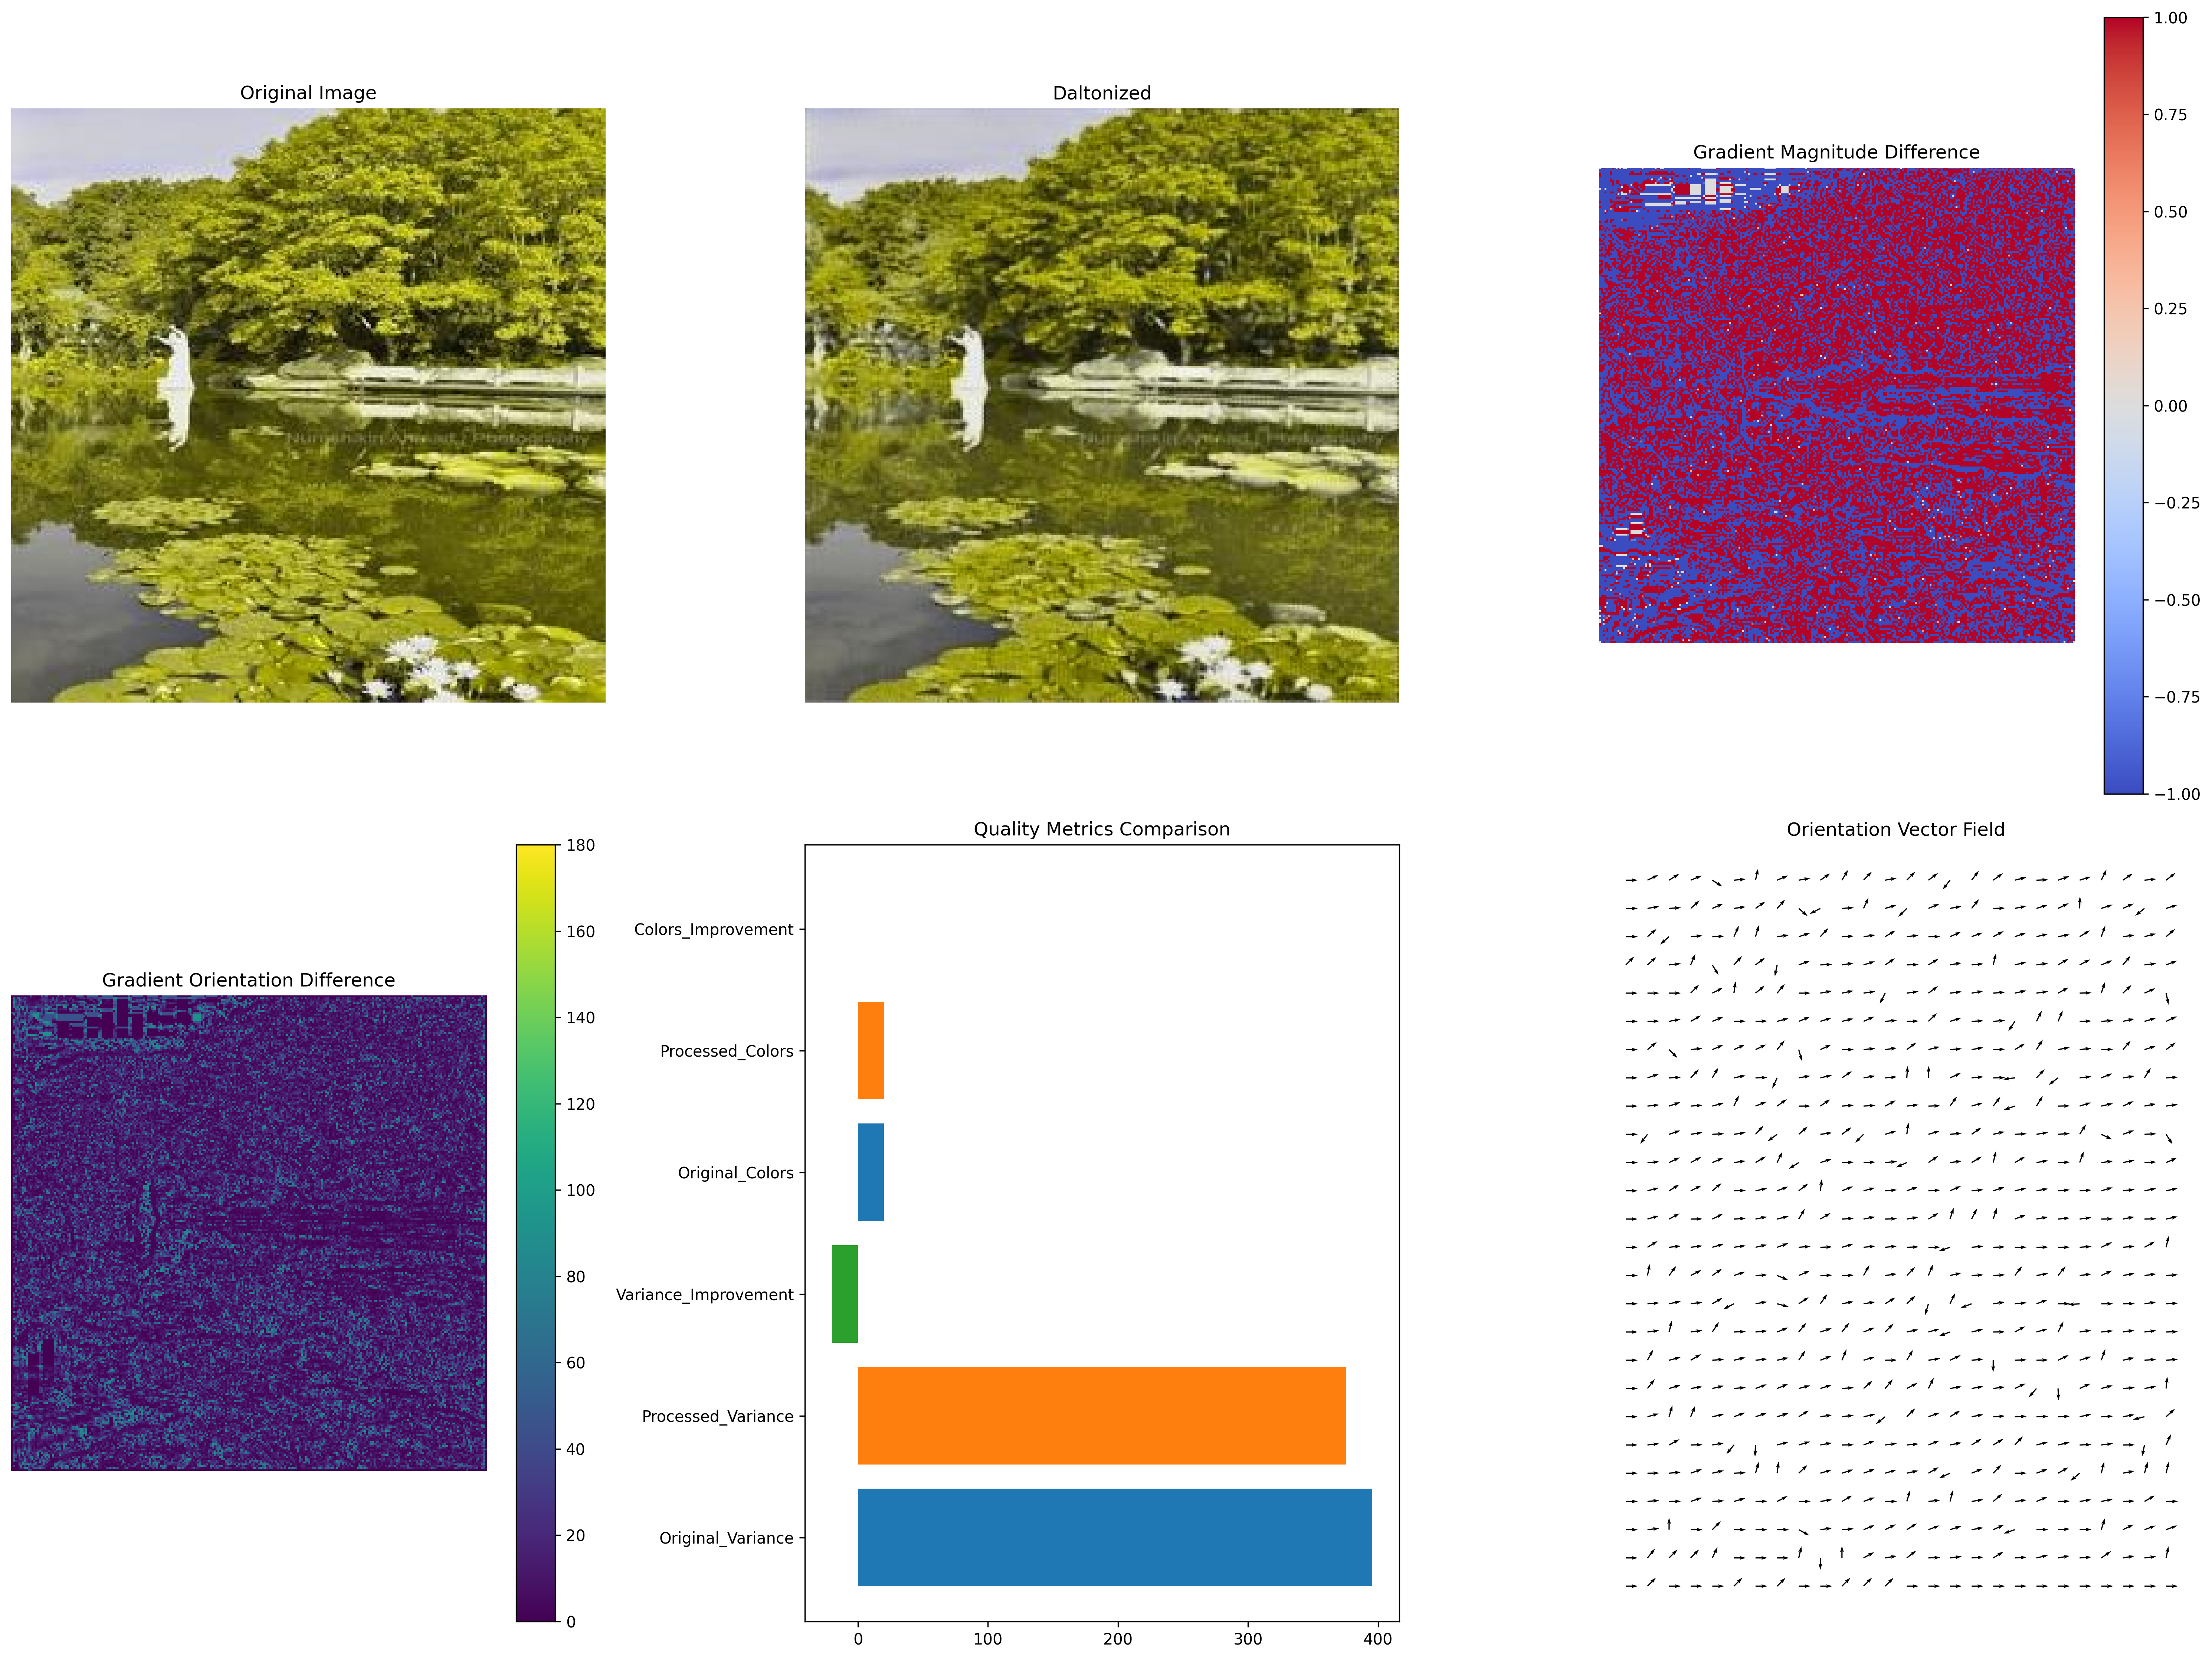 Original Image
Daltonized
Gradient Magnitude Difference
1.00
0.75
0.50
0.25
0.00
−0.25
−0.50
−0.75
−1.00
Photography
Photography
Gradient Orientation Difference
180
160
140
120
100
80
60
40
20
0
Quality Metrics Comparison
Colors_Improvement
Processed_Colors
Original_Colors
Variance_Improvement
Processed_Variance
Original_Variance
0 100 200 300 400
Orientation Vector Field